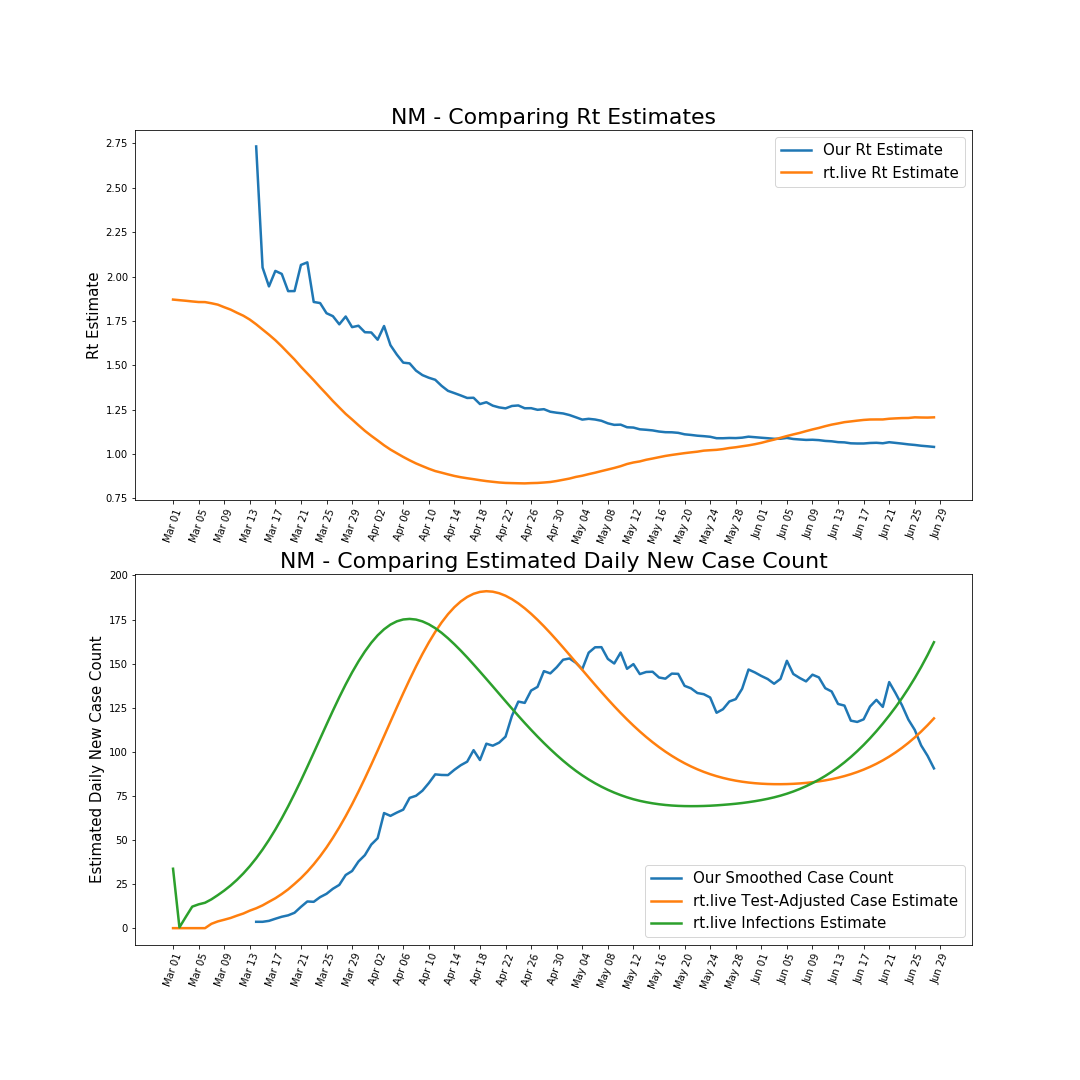 NM - Comparing Rt Estimates
Rt Estimate
2.75
2.50
2.25
2.00
1.75
1.50
1.25
1.00
0.75
Our Rt Estimate
rt.live Rt Estimate
Mar 01
Mar 05
Mar 09
Mar 13
Mar 17
Mar 21
Mar 25
Mar 29
Apr 02
Apr 06
Apr 10
Apr 14
Apr 18
Apr 22
Apr 26
Apr 30
May 04
May 08
May 12
May 16
May 20
May 24
May 28
Jun 01
Jun 05
Jun 09
Jun 13
Jun 17
Jun 21
Jun 25
Jun 29
NM - Comparing Estimated Daily New Case Count
Estimated Daily New Case Count
200
175
150
125
100
75
50
25
0
Our Smoothed Case Count
rt.live Test-Adjusted Case Estimate
rt.live Infections Estimate
Mar 01
Mar 05
Mar 09
Mar 13
Mar 17
Mar 21
Mar 25
Mar 29
Apr 02
Apr 06
Apr 10
Apr 14
Apr 18
Apr 22
Apr 26
Apr 30
May 04
May 08
May 12
May 16
May 20
May 24
May 28
Jun 01
Jun 05
Jun 09
Jun 13
Jun 17
Jun 21
Jun 25
Jun 29